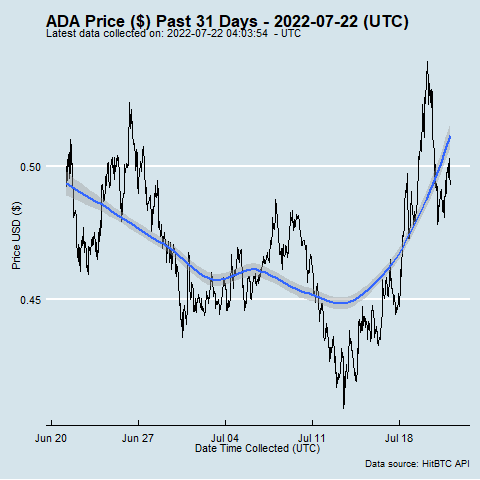 ADA Price ($) Past 31 Days - 2022-07-22 (UTC)
Latest data collected on: 2022-07-22 04:03:54  - UTC
Price USD ($)
0.50
0.45
Jun 20
Jun 27
Jul 04
Jul 11
Jul 18
Date Time Collected (UTC)
Data source: HitBTC API